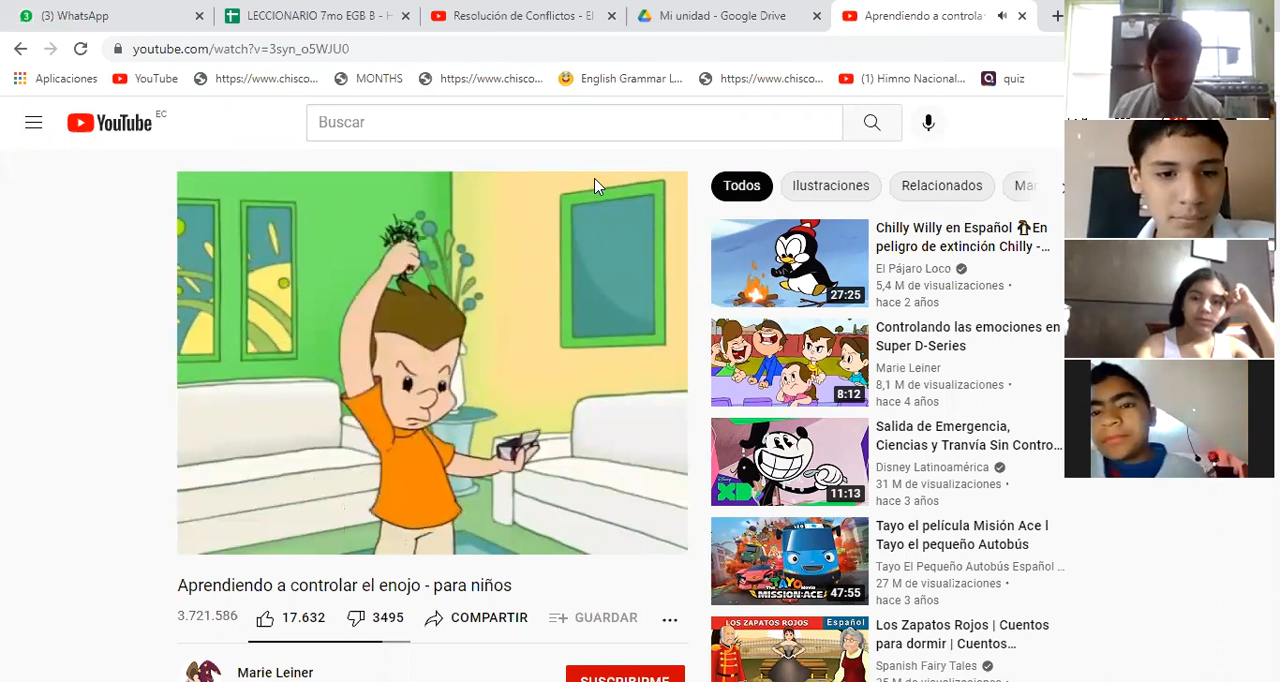 (3) WhatsApp
LECCIONARIO 7mo EGB B - H
Resolución de Conflictos - El
Mi unidad - Google Drive
Aprendiendo a controla
youtube.com/watch?v=3syn_o5WJU0
Aplicaciones
YouTube
https://www.chisco...
MONTHS
https://www.chisco...
English Grammar L...
https://www.chisco...
(1) Himno Nacional...
quiz
YouTube EC
Buscar
Todos
Ilustraciones
Relacionados
Mar
Chilly Willy en Español 🐧En
peligro de extinción Chilly -...
El Pájaro Loco
5,4 M de visualizaciones •
hace 2 años
27:25
Controlando las emociones en
Super D-Series
Marie Leiner
8,1 M de visualizaciones •
hace 4 años
8:12
Salida de Emergencia,
Ciencias y Tranvía Sin Contro...
Disney Latinoamérica
31 M de visualizaciones •
hace 3 años
XD
11:13
Tayo el película Misión Ace l
Tayo el pequeño Autobús
Tayo El Pequeño Autobús Español ...
27 M de visualizaciones •
hace 3 años
TAYO
MISSION:ACE
47:55
Los Zapatos Rojos | Cuentos
para dormir | Cuentos...
Spanish Fairy Tales
LOS ZAPATOS ROJOS
Español
Aprendiendo a controlar el enojo - para niños
3.721.586
17.632
3495
COMPARTIR
GUARDAR
...
Marie Leiner
SUSCRIBIRME